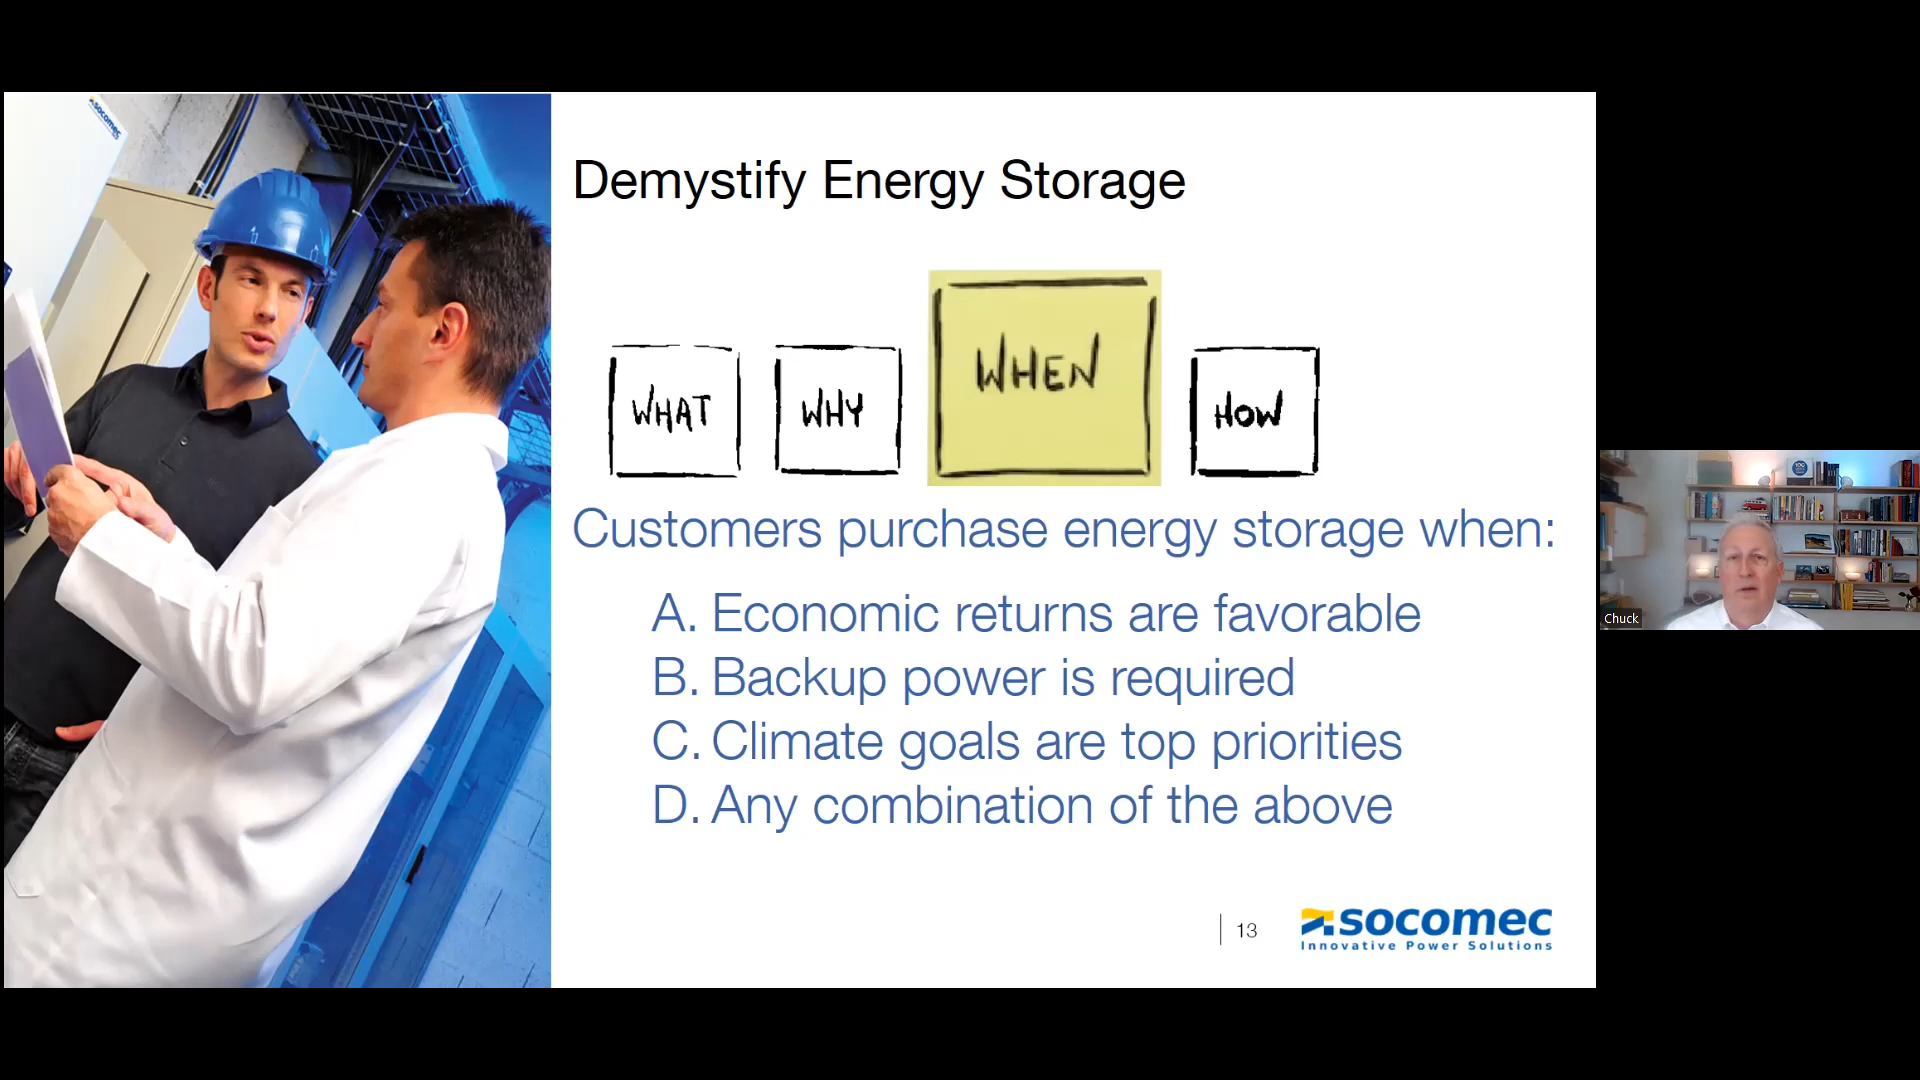 socomec
Demystify Energy Storage
WHAT
WHY
WHEN
HOW
Customers purchase energy storage when:
A. Economic returns are favorable
B. Backup power is required
C. Climate goals are top priorities
D. Any combination of the above
13
socomec
Innovative Power Solutions
Chuck